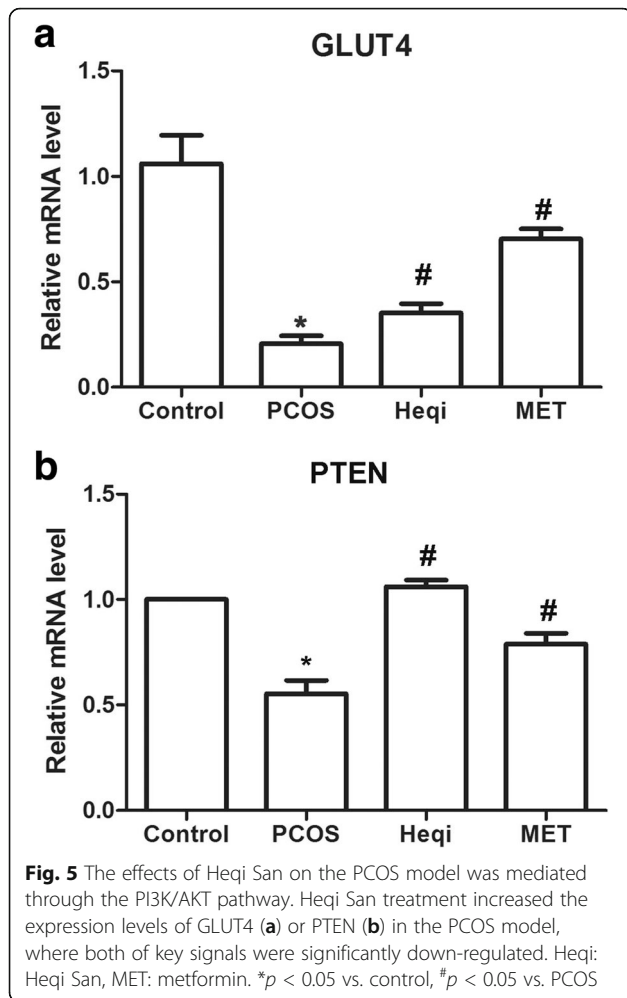 a
GLUT4
Relative mRNA level
1.5
1.0
0.5
0.0
*
#
#
Control PCOS Heqi MET
b
PTEN
Relative mRNA level
1.5
1.0
0.5
0.0
*
#
#
Control PCOS Heqi MET
Fig. 5 The effects of Heqi San on the PCOS model was mediated
through the PI3K/AKT pathway. Heqi San treatment increased the
expression levels of GLUT4 (a) or PTEN (b) in the PCOS model,
where both of key signals were significantly down-regulated. Heqi:
Heqi San, MET: metformin. *p < 0.05 vs. control, #p < 0.05 vs. PCOS